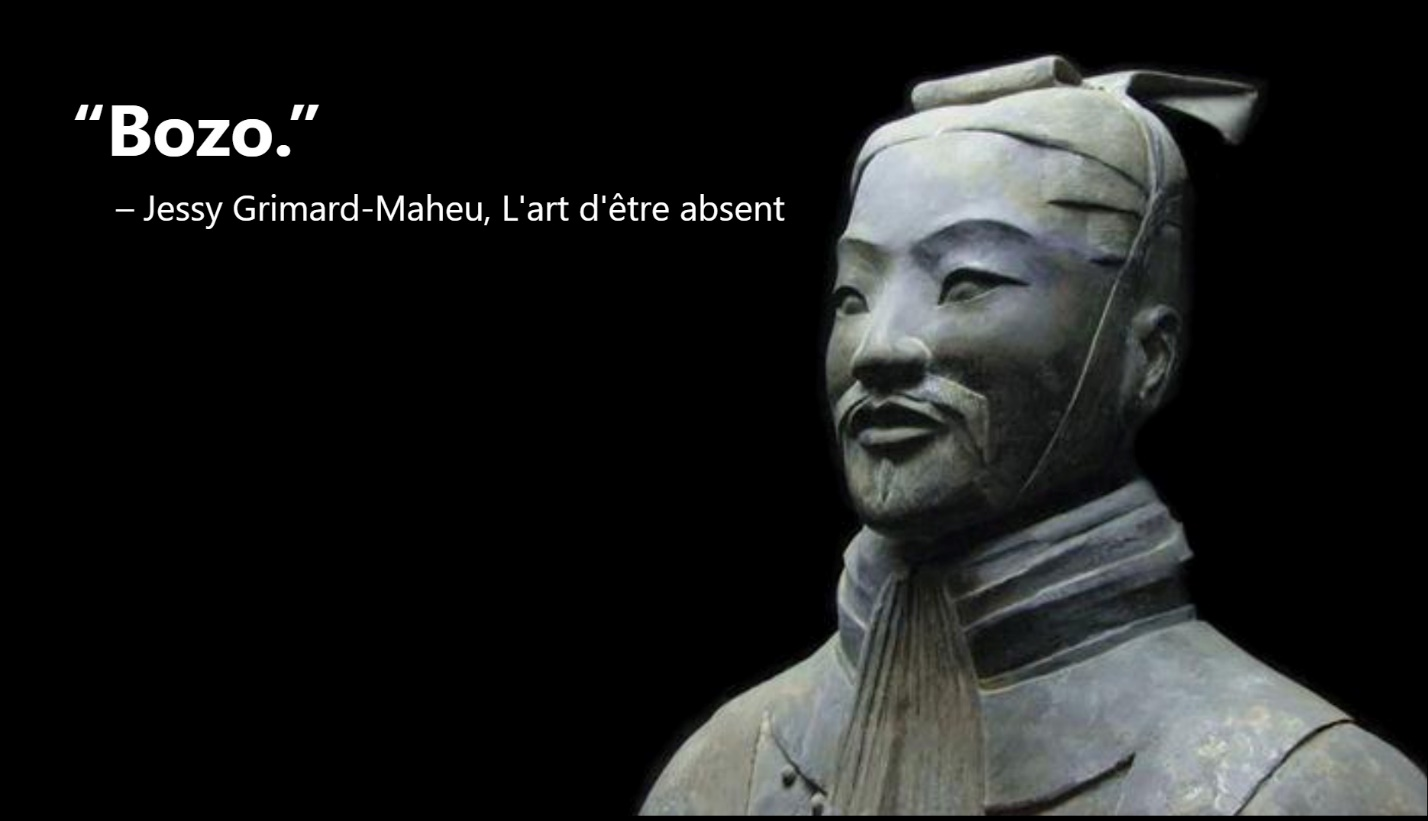 “Bozo.”
– Jessy Grimard-Maheu, L'art d'être absent